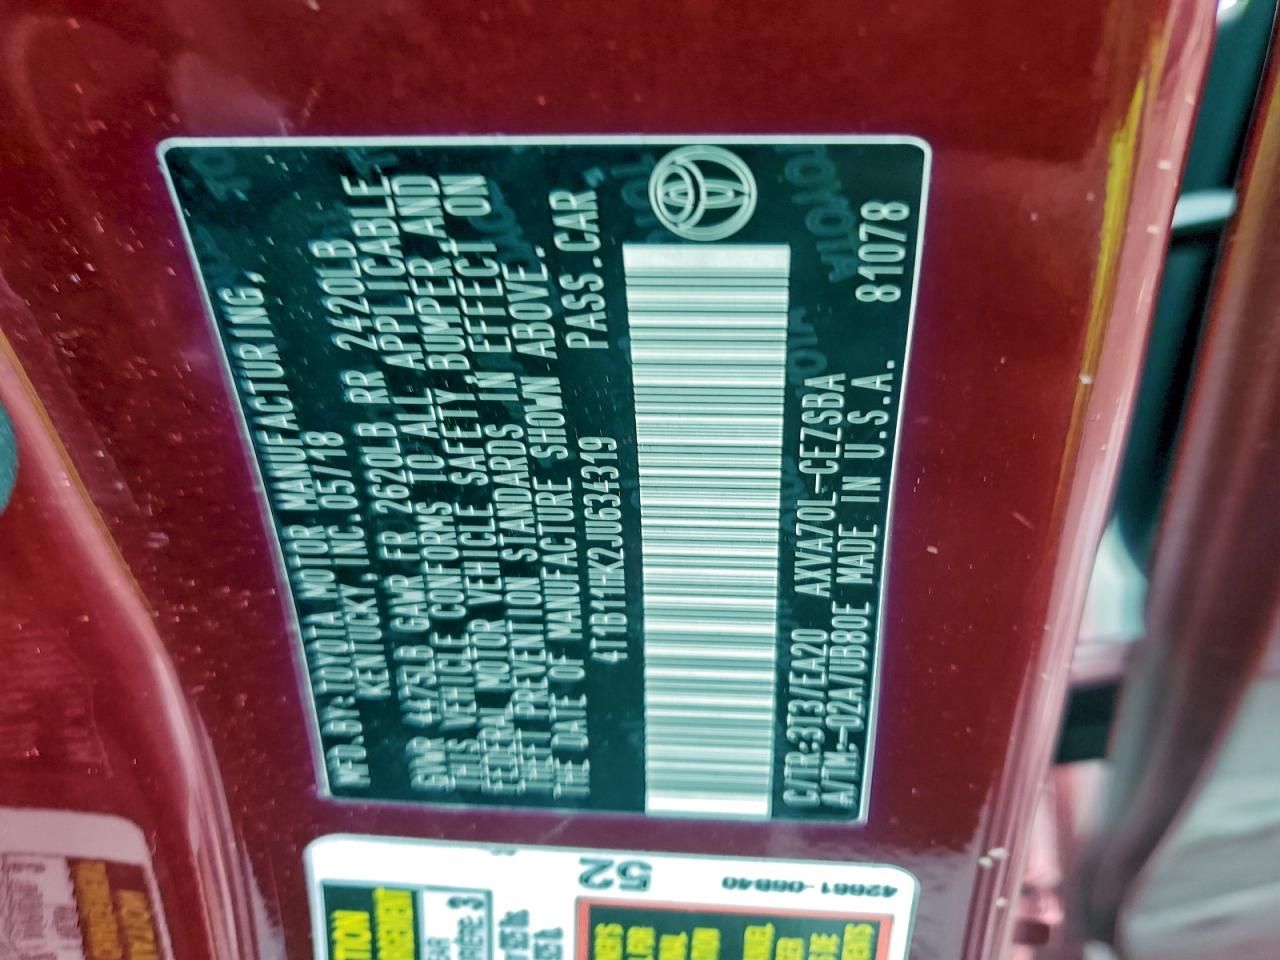 MFD.BY:TOYOTA MOTOR MANUFACTURING,
KENTUCKY, INC. 05/18
GVWR 4475LB GAWR FR 2620LB RR 2420LB
THIS VEHICLE CONFORMS TO ALL APPLICABLE
FEDERAL MOTOR VEHICLE SAFETY,BUMPER,AND
THEFT PREVENTION STANDARDS IN EFFECT ON
THE DATE OF MANUFACTURE SHOWN ABOVE.
4T1B11HK2JU634319 PASS.CAR
C/TR:3T3/EA20 AXVA70L-CEZSBA
A/TM:-02A/UB80E MADE IN U.S.A. 81078
TOYOTA
52
42661-06B40
3